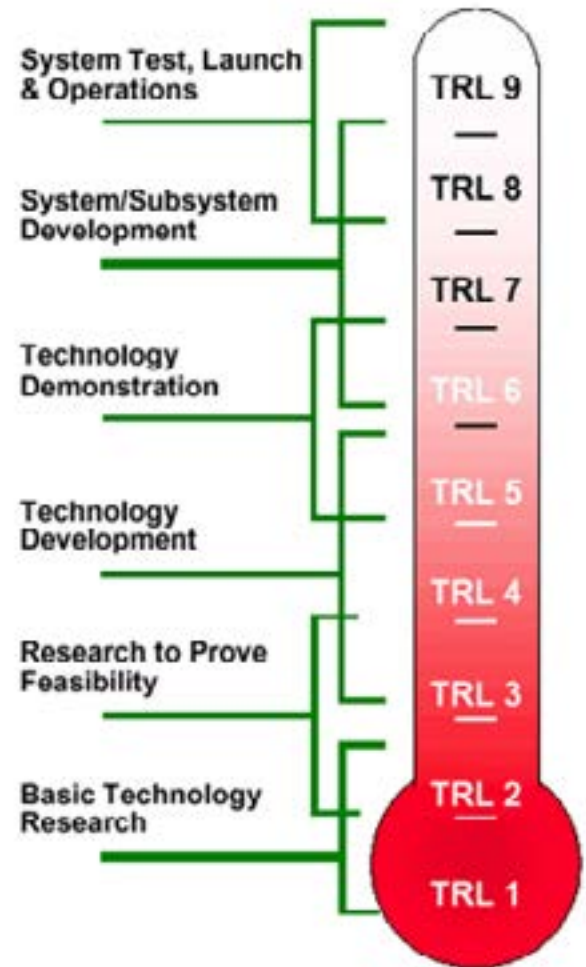 System Test, Launch
& Operations
System/Subsystem
Development
Technology
Demonstration
Technology
Development
Research to Prove
Feasibility
Basic Technology
Research
TRL 9
TRL 8
TRL 7
TRL 6
TRL 5
TRL 4
TRL 3
TRL 2
TRL 1